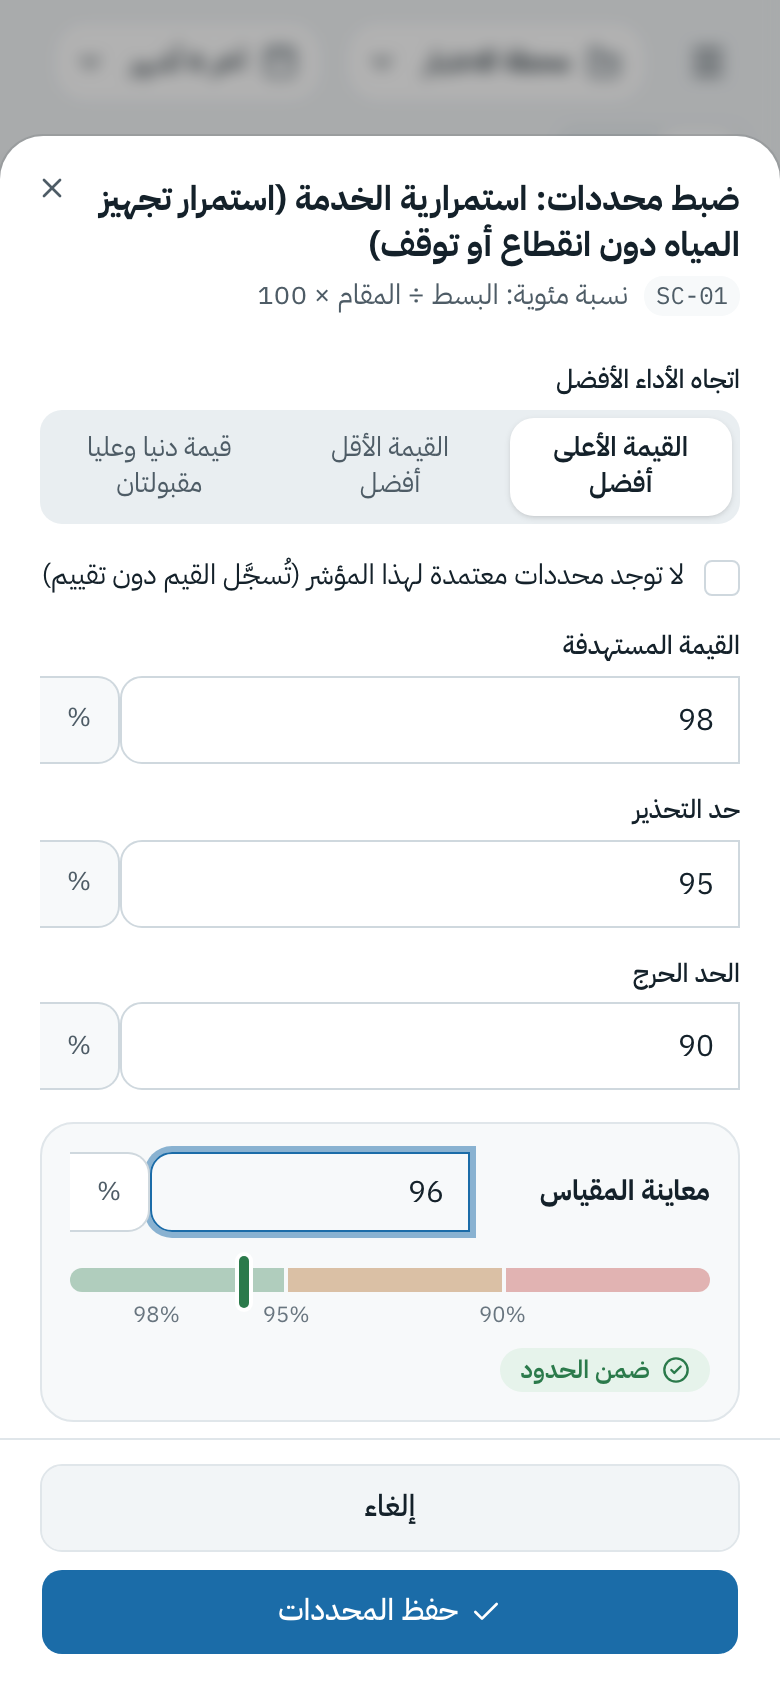 ضبط محددات: استمرارية الخدمة (استمرار تجهيز
المياه دون انقطاع أو توقف)
SC-01 نسبة مئوية: البسط ÷ المقام × 100
اتجاه الأداء الأفضل
القيمة الأعلى أفضل
القيمة الأقل أفضل
قيمة دنيا وعليا مقبولتان
لا توجد محددات معتمدة لهذا المؤشر (تُسجَّل القيم دون تقييم)
القيمة المستهدفة
98 %
حد التحذير
95 %
الحد الحرج
90 %
معاينة المقياس 96 %
90% 95% 98%
ضمن الحدود
إلغاء
حفظ المحددات